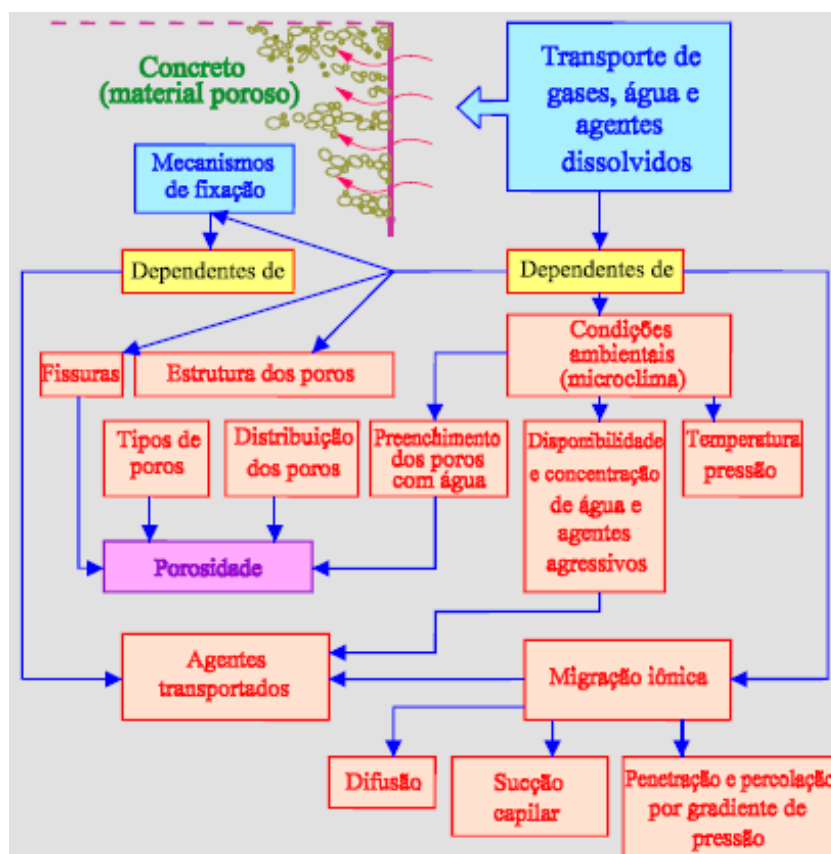 Concreto
(material poroso)
Transporte de
gases, água e
agentes
dissolvidos
Mecanismos
de fixação
Dependentes de
Dependentes de
Condições
ambientais
(microclima)
Fissuras
Estrutura dos poros
Tipos de
poros
Distribuição
dos poros
Preenchimento
dos poros
com água
Disponibilidade
e concentração
de água e
agentes
agressivos
Temperatura
pressão
Porosidade
Agentes
transportados
Migração iônica
Difusão
Sucção
capilar
Penetração e percolação
por gradiente de
pressão